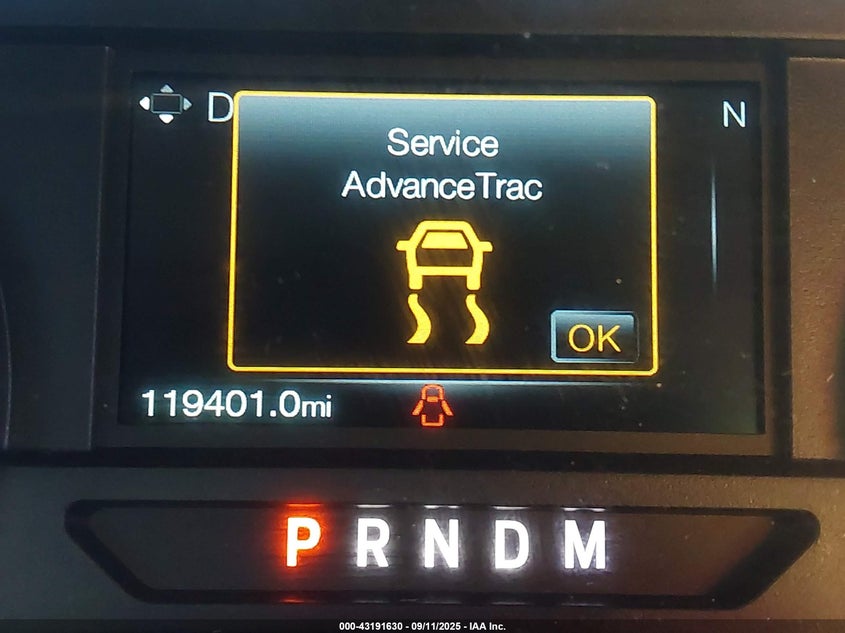 D
N
Service
AdvanceTrac
OK
119401.0mi
P R N D M
000-43191630 - 09/11/2025 - IAA Inc.